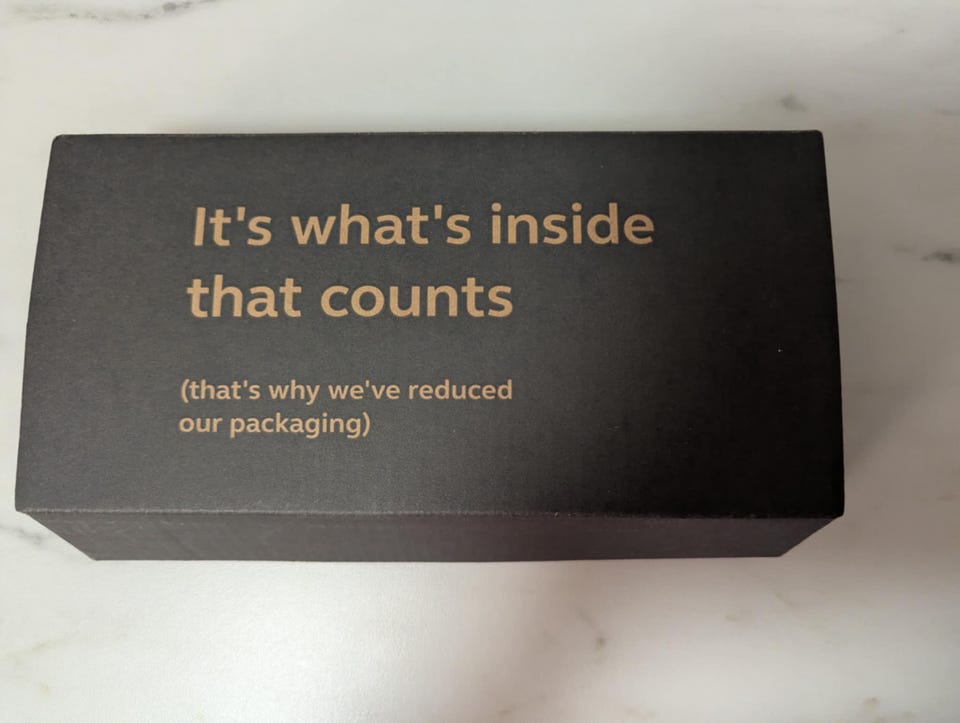 It's what's inside
that counts
(that's why we've reduced
our packaging)